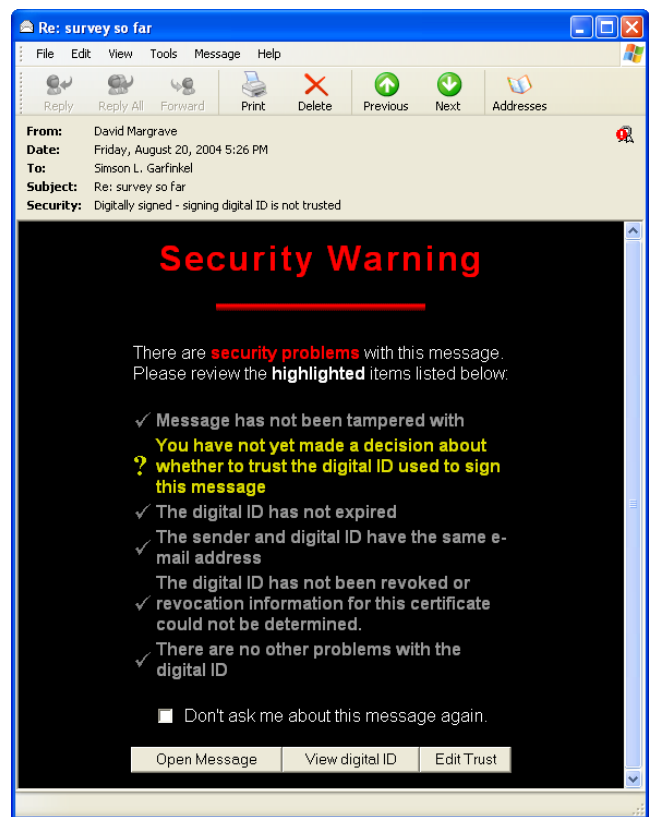 Re: survey so far
File Edit View Tools Message Help
Reply Reply All Forward Print Delete Previous Next Addresses
From: David Margrave
Date: Friday, August 20, 2004 5:26 PM
To: Simson L. Garfinkel
Subject: Re: survey so far
Security: Digitally signed - signing digital ID is not trusted
Security Warning
There are security problems with this message.
Please review the highlighted items listed below:
✓ Message has not been tampered with
You have not yet made a decision about
? whether to trust the digital ID used to sign
this message
✓ The digital ID has not expired
The sender and digital ID have the same e-
✓ mail address
The digital ID has not been revoked or
✓ revocation information for this certificate
could not be determined.
There are no other problems with the
✓ digital ID
Don't ask me about this message again.
Open Message View digital ID Edit Trust